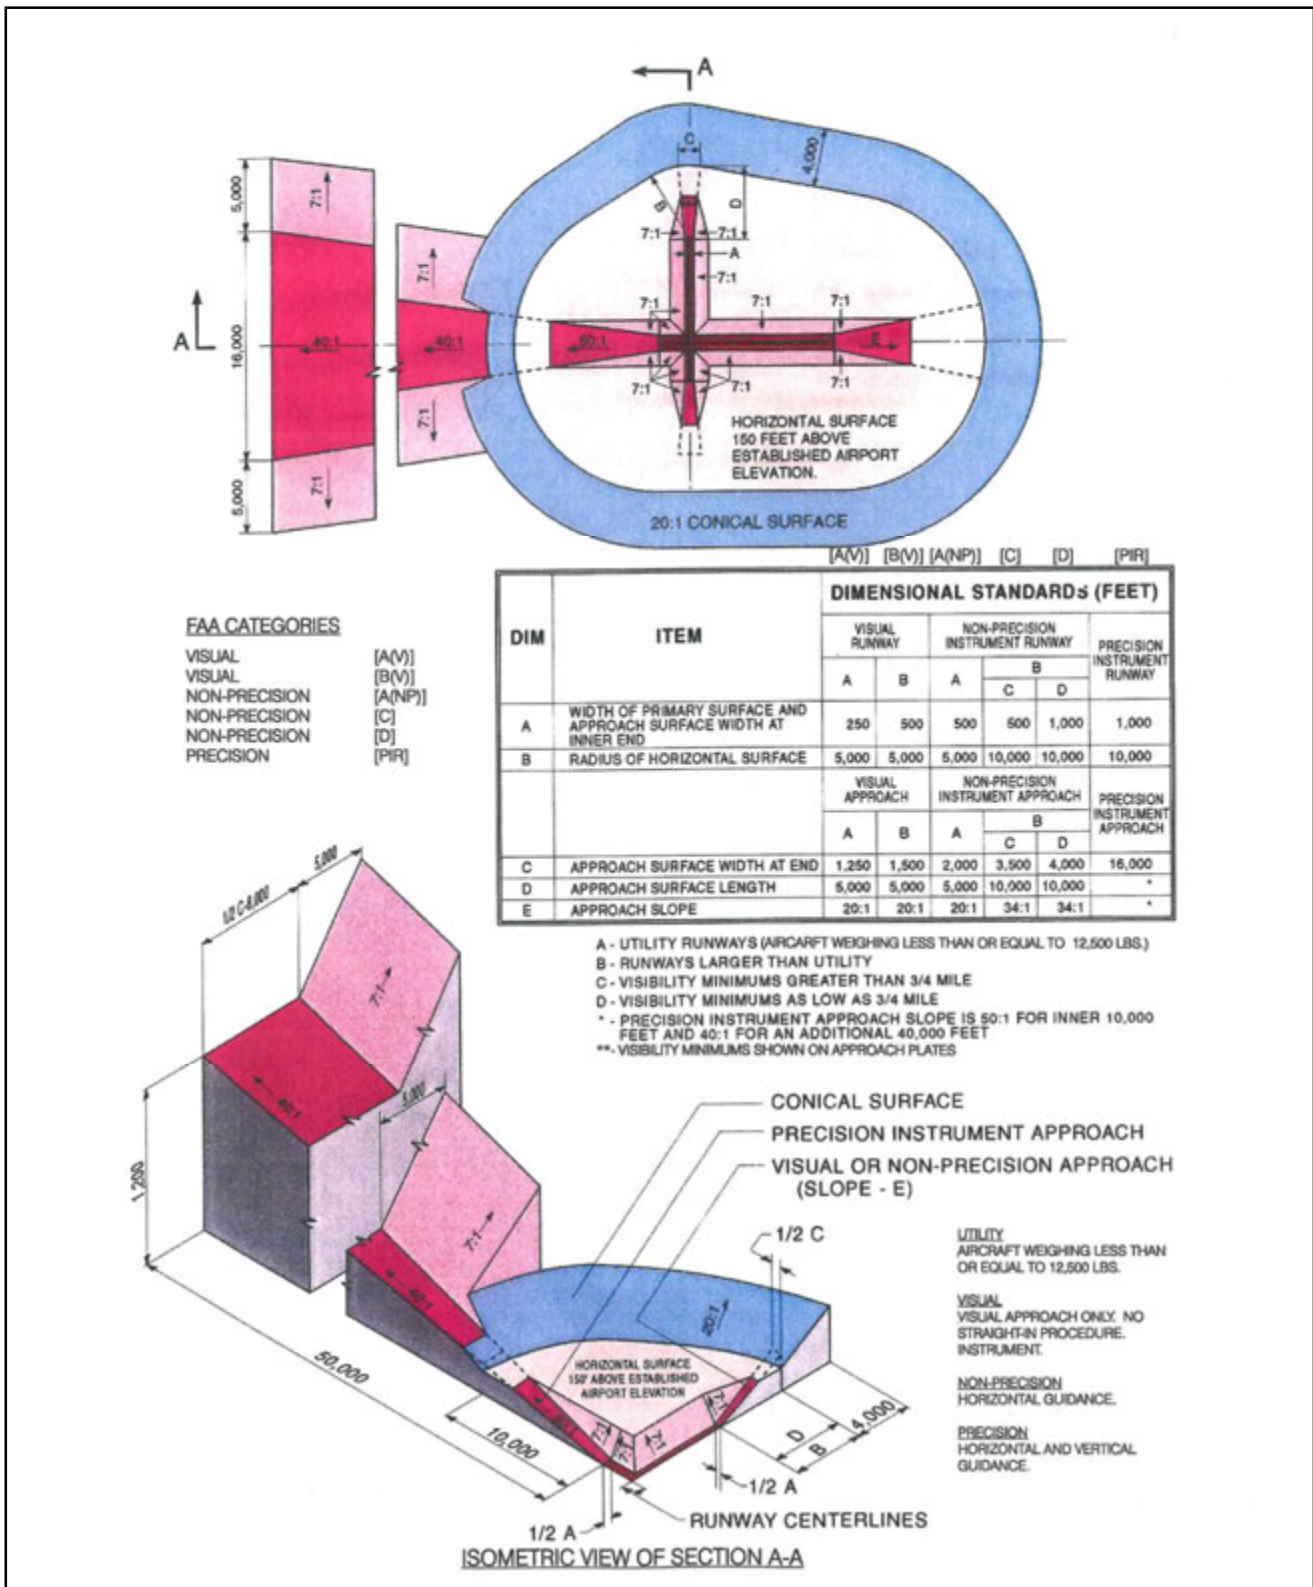 A
C
4,000
B
D
7:1
7:1
A
7:1
5,000
7:1
16,000
40:1
7:1
5,000
7:1
40:1
7:1
A
7:1
7:1
7:1
50:1
E
7:1
7:1
7:1
HORIZONTAL SURFACE
150 FEET ABOVE
ESTABLISHED AIRPORT
ELEVATION.
20:1 CONICAL SURFACE
FAA CATEGORIES
VISUAL [A(V)]
VISUAL [B(V)]
NON-PRECISION [A(NP)]
NON-PRECISION [C]
NON-PRECISION [D]
PRECISION [PIR]
[A(V)] [B(V)] [A(NP)] [C] [D] [PIR]
DIM ITEM DIMENSIONAL STANDARDS (FEET)
VISUAL RUNWAY NON-PRECISION INSTRUMENT RUNWAY PRECISION INSTRUMENT RUNWAY
A B A B
C D
A WIDTH OF PRIMARY SURFACE AND APPROACH SURFACE WIDTH AT INNER END 250 500 500 500 1,000 1,000
B RADIUS OF HORIZONTAL SURFACE 5,000 5,000 5,000 10,000 10,000 10,000
VISUAL APPROACH NON-PRECISION INSTRUMENT APPROACH PRECISION INSTRUMENT APPROACH
A B A B
C D
C APPROACH SURFACE WIDTH AT END 1,250 1,500 2,000 3,500 4,000 16,000
D APPROACH SURFACE LENGTH 5,000 5,000 5,000 10,000 10,000 *
E APPROACH SLOPE 20:1 20:1 20:1 34:1 34:1 *
A - UTILITY RUNWAYS (AIRCARFT WEIGHING LESS THAN OR EQUAL TO 12,500 LBS.)
B - RUNWAYS LARGER THAN UTILITY
C - VISIBILITY MINIMUMS GREATER THAN 3/4 MILE
D - VISIBILITY MINIMUMS AS LOW AS 3/4 MILE
* - PRECISION INSTRUMENT APPROACH SLOPE IS 50:1 FOR INNER 10,000
FEET AND 40:1 FOR AN ADDITIONAL 40,000 FEET
**- VISIBILITY MINIMUMS SHOWN ON APPROACH PLATES
5,000
1/2 C-8,000
7:1
40:1
5,000
1,200
7:1
40:1
50,000
CONICAL SURFACE
PRECISION INSTRUMENT APPROACH
VISUAL OR NON-PRECISION APPROACH
(SLOPE - E)
1/2 C
20:1
HORIZONTAL SURFACE
150' ABOVE ESTABLISHED
AIRPORT ELEVATION
7:1
7:1
7:1
7:1
10,000
D
B
4,000
1/2 A
1/2 A
RUNWAY CENTERLINES
ISOMETRIC VIEW OF SECTION A-A
UTILITY
AIRCRAFT WEIGHING LESS THAN
OR EQUAL TO 12,500 LBS.
VISUAL
VISUAL APPROACH ONLY. NO
STRAIGHT-IN PROCEDURE.
INSTRUMENT.
NON-PRECISION
HORIZONTAL GUIDANCE.
PRECISION
HORIZONTAL AND VERTICAL
GUIDANCE.